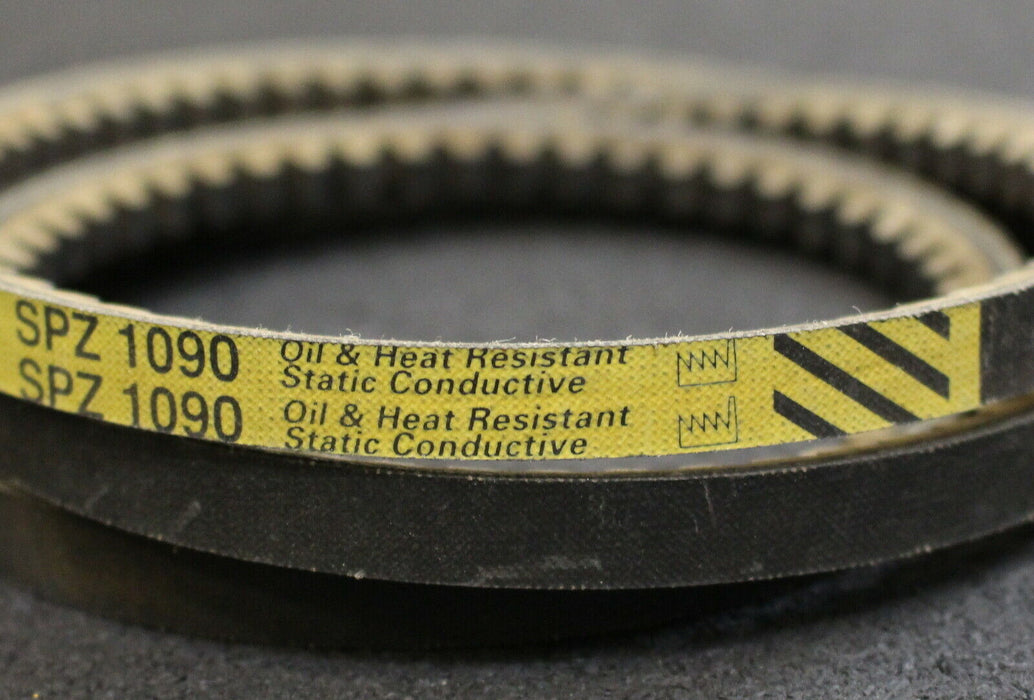 SPZ 1090
Oil & Heat Resistant
Static Conductive
SPZ 1090
Oil & Heat Resistant
Static Conductive